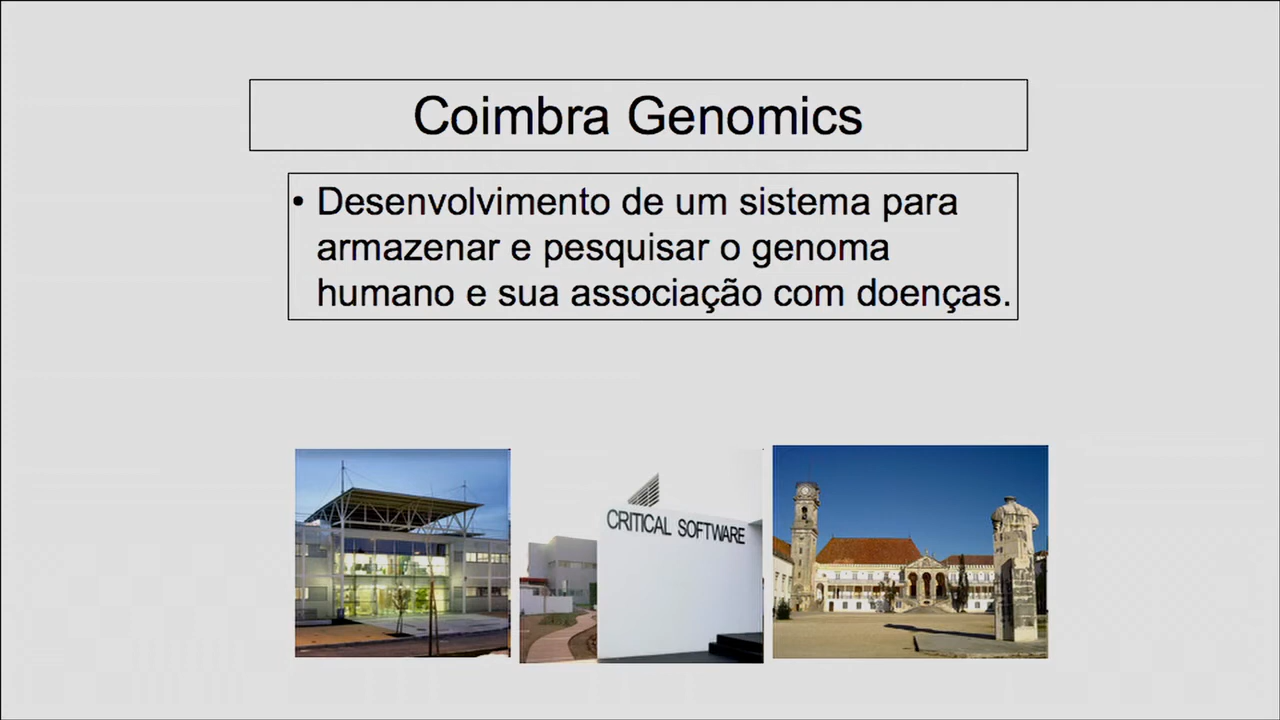 Coimbra Genomics
• Desenvolvimento de um sistema para
armazenar e pesquisar o genoma
humano e sua associação com doenças.
CRITICAL SOFTWARE